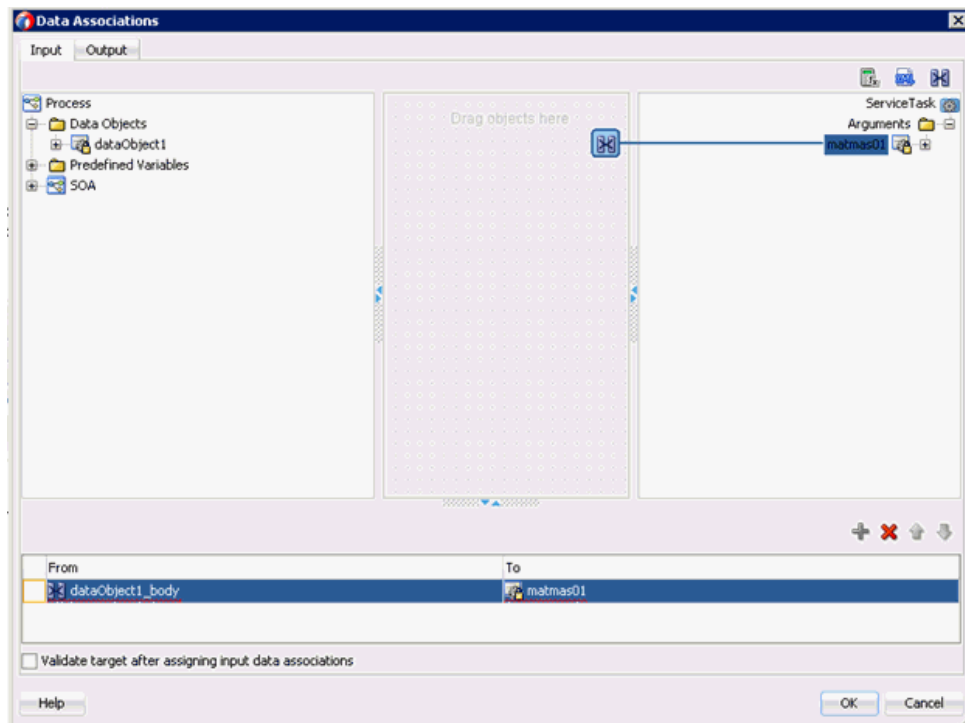 Data Associations
Input Output
Process
Data Objects
dataObject1
Predefined Variables
SOA
Drag objects here
ServiceTask
Arguments
matmas01
From To
dataObject1_body matmas01
Validate target after assigning input data associations
Help OK Cancel